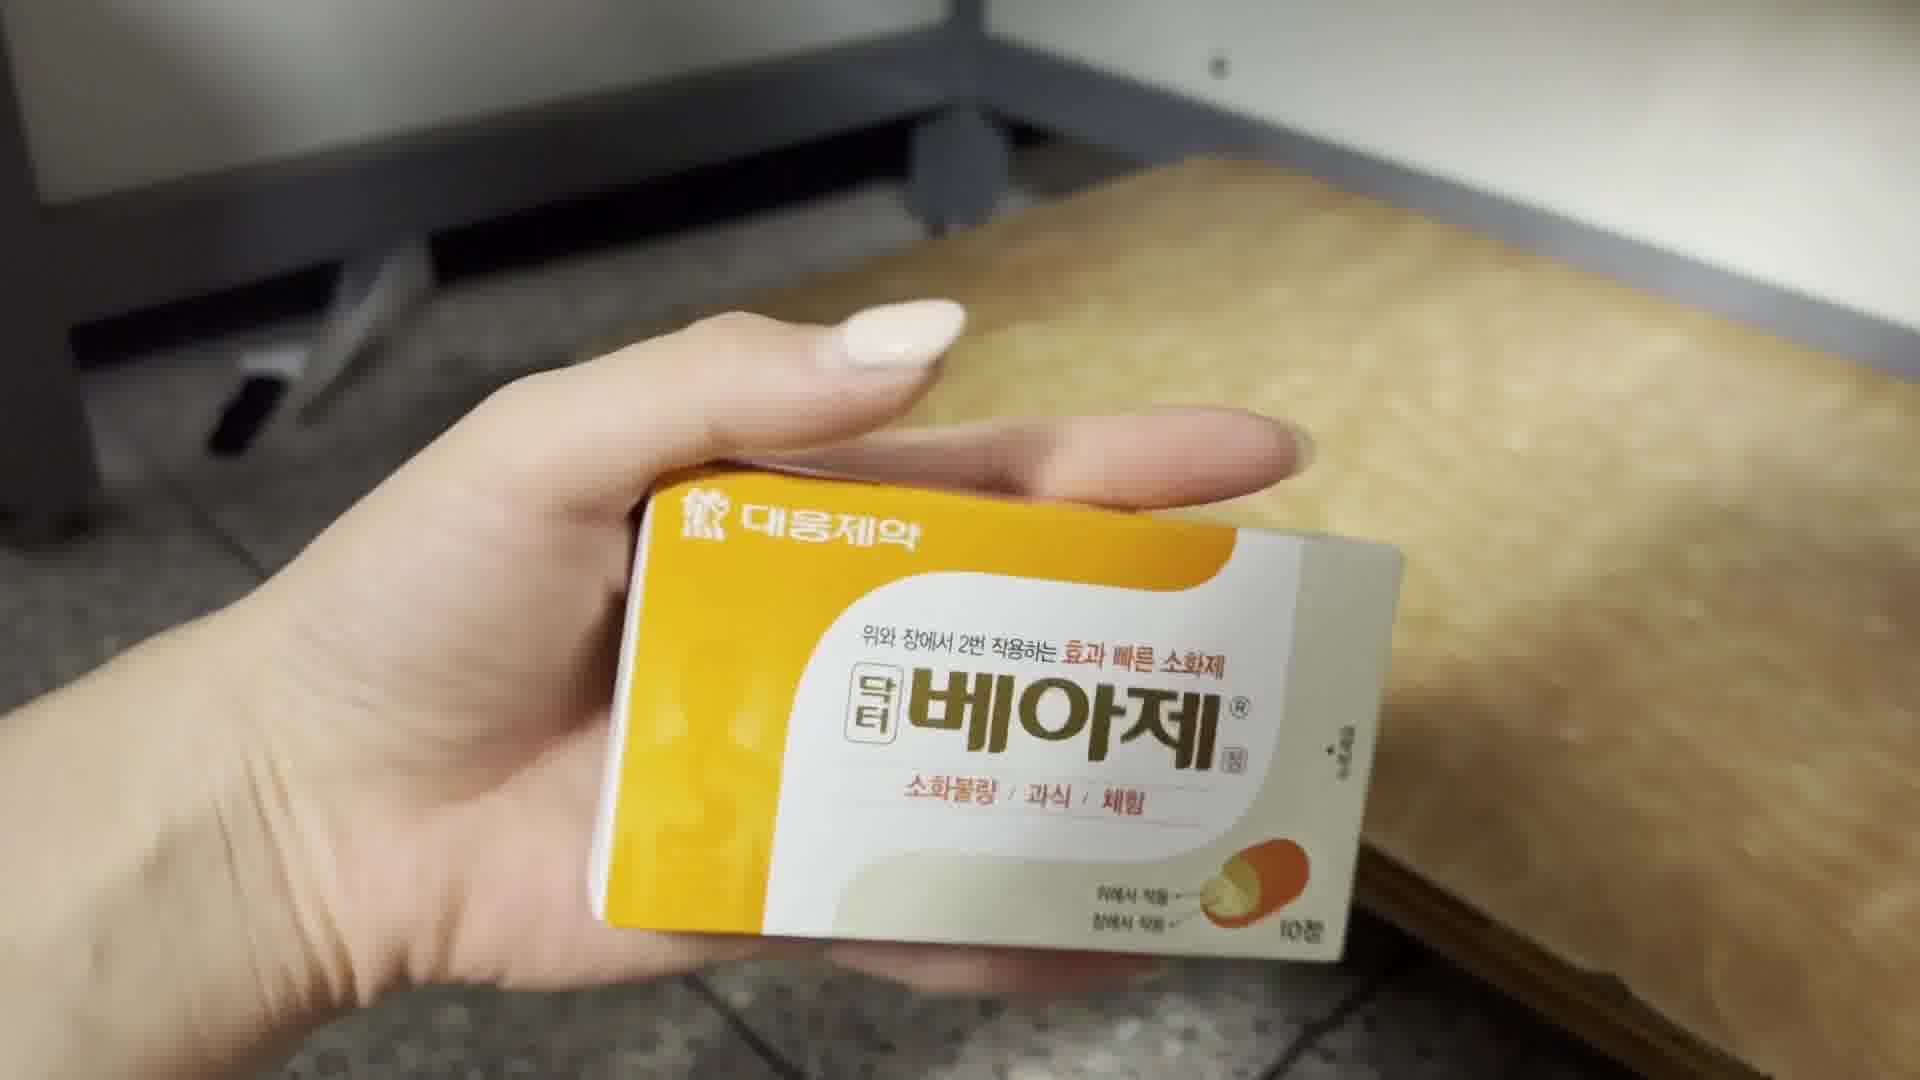 대웅제약
위와 장에서 2번 작용하는 효과 빠른 소화제
닥터 베아제®
정
소화불량 / 과식 / 체함
위에서 작용
장에서 작용
10정